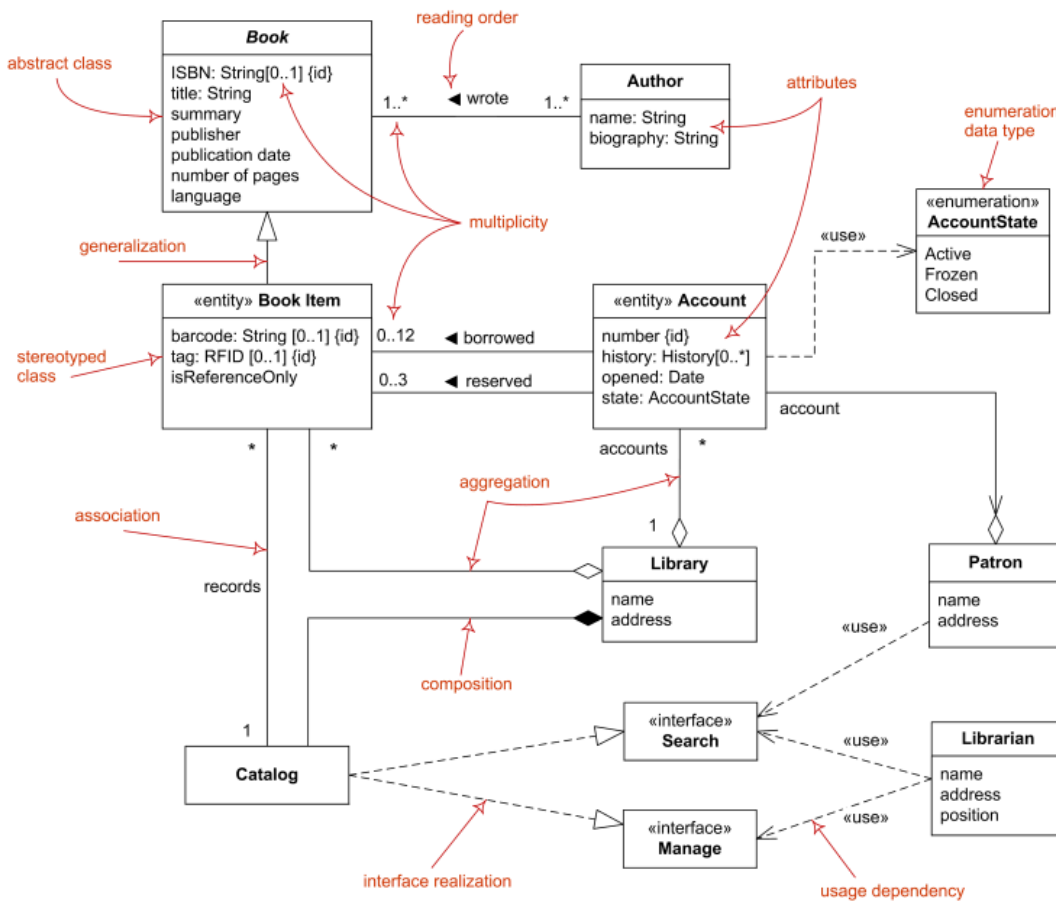 reading order
Book
abstract class
ISBN: String[0..1] {id}
title: String
summary
publisher
publication date
number of pages
language
1..*
◄ wrote
1..*
Author
name: String
biography: String
attributes
enumeration
data type
«enumeration»
AccountState
Active
Frozen
Closed
multiplicity
generalization
«use»
«entity» Book Item
barcode: String [0..1] {id}
tag: RFID [0..1] {id}
isReferenceOnly
stereotyped
class
0..12
◄ borrowed
0..3
◄ reserved
«entity» Account
number {id}
history: History[0..*]
opened: Date
state: AccountState
account
*
*
accounts
*
aggregation
association
1
Library
name
address
records
composition
Patron
name
address
«use»
1
Catalog
«interface»
Search
«use»
Librarian
name
address
position
«interface»
Manage
«use»
interface realization
usage dependency